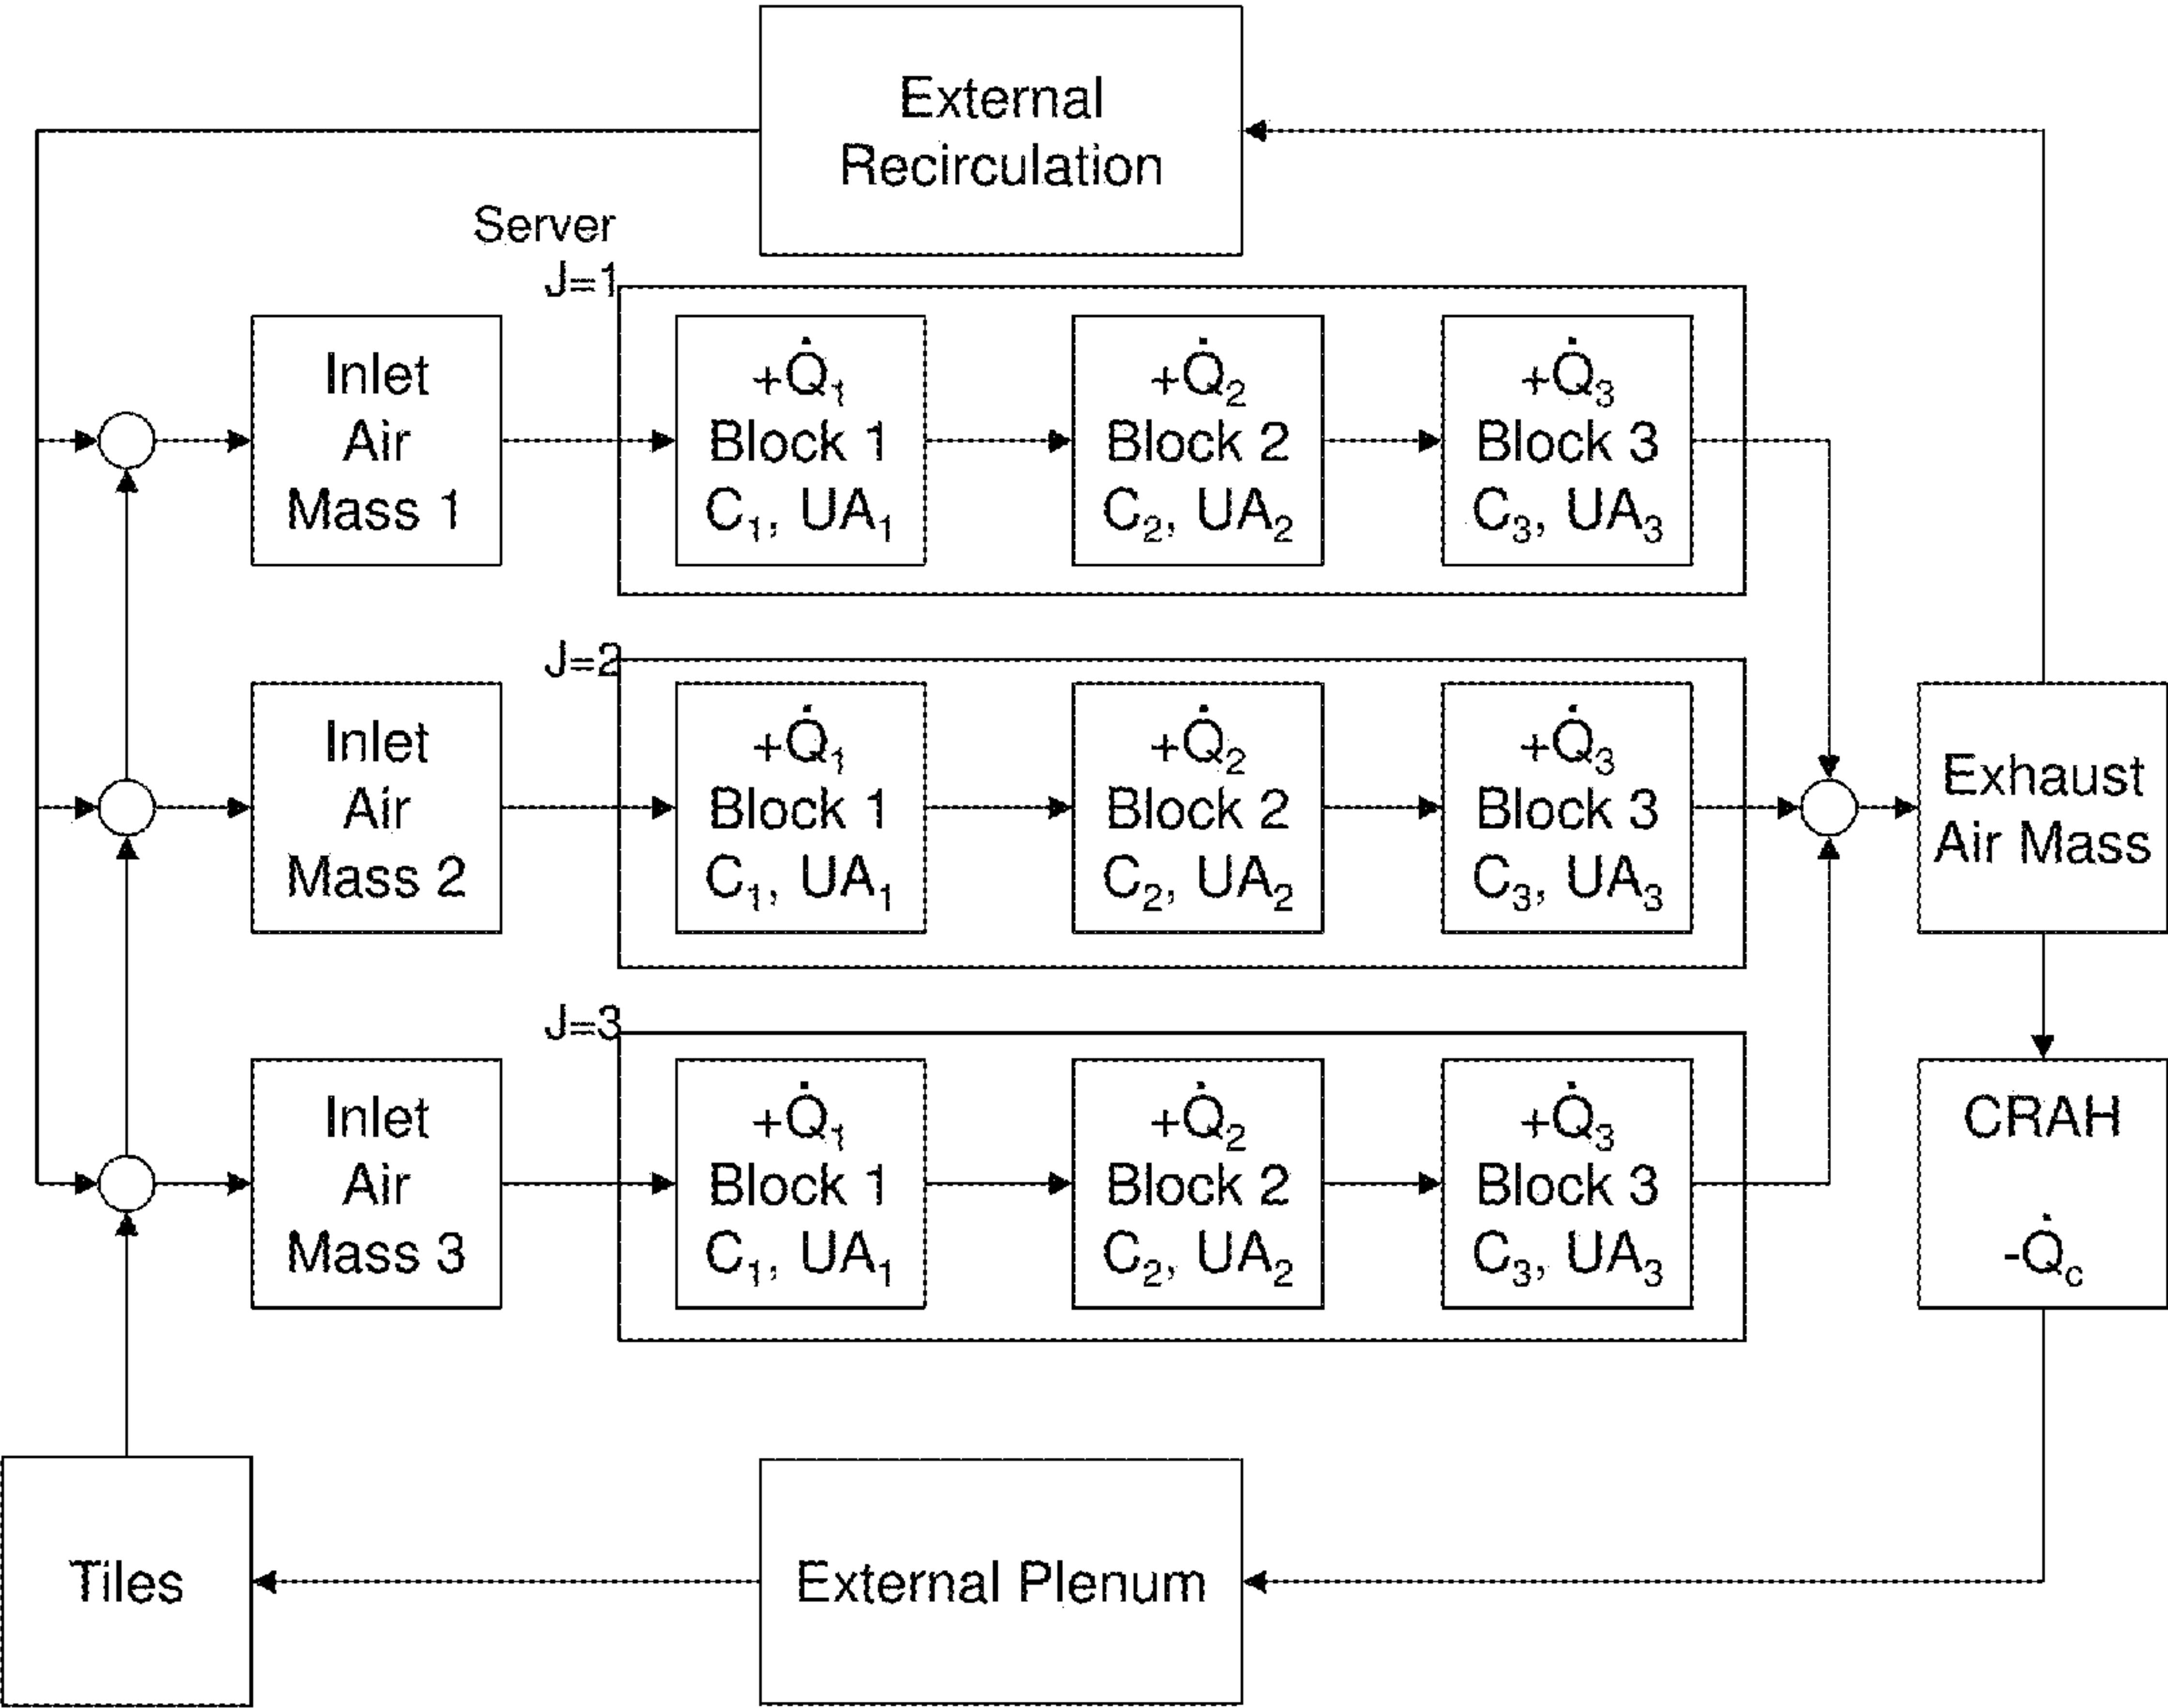 External
Recirculation
Server
J=1
Inlet
Air
Mass 1
+Q̇₁
Block 1
C₁, UA₁
+Q̇₂
Block 2
C₂, UA₂
+Q̇₃
Block 3
C₃, UA₃
J=2
Inlet
Air
Mass 2
+Q̇₁
Block 1
C₁, UA₁
+Q̇₂
Block 2
C₂, UA₂
+Q̇₃
Block 3
C₃, UA₃
Exhaust
Air Mass
J=3
Inlet
Air
Mass 3
+Q̇₁
Block 1
C₁, UA₁
+Q̇₂
Block 2
C₂, UA₂
+Q̇₃
Block 3
C₃, UA₃
CRAH
-Q̇c
Tiles
External Plenum